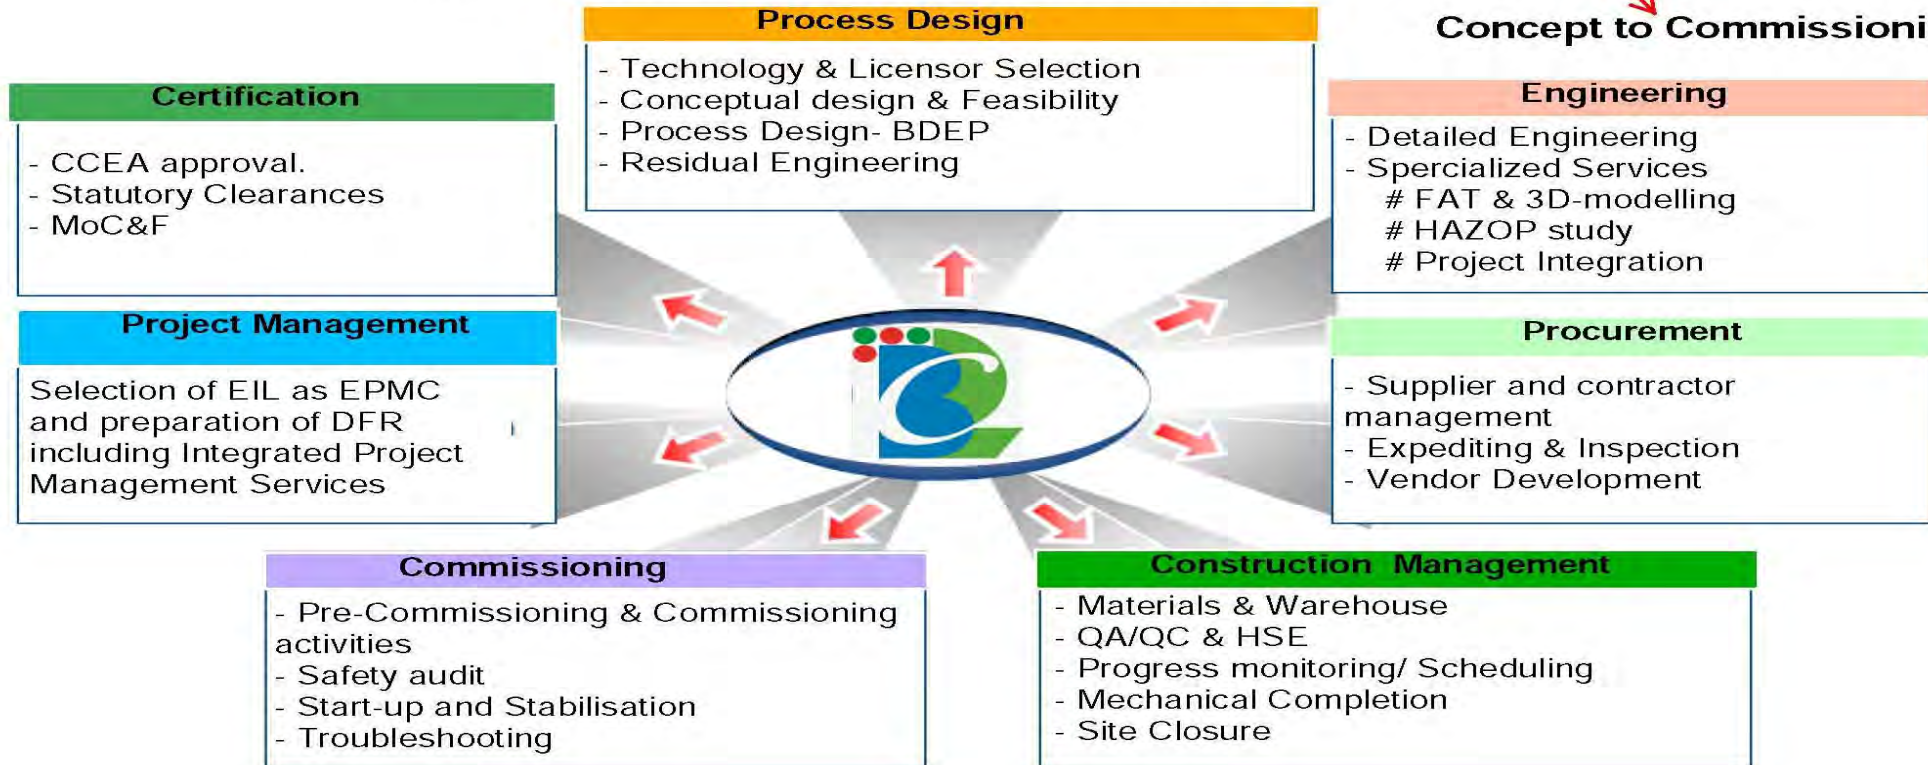 Concept to Commissioni
Process Design
- Technology & Licensor Selection
- Conceptual design & Feasibility
- Process Design- BDEP
- Residual Engineering
Certification
- CCEA approval.
- Statutory Clearances
- MoC&F
Engineering
- Detailed Engineering
- Spercialized Services
# FAT & 3D-modelling
# HAZOP study
# Project Integration
Project Management
Selection of EIL as EPMC
and preparation of DFR
including Integrated Project
Management Services
Procurement
- Supplier and contractor
management
- Expediting & Inspection
- Vendor Development
Commissioning
- Pre-Commissioning & Commissioning
activities
- Safety audit
- Start-up and Stabilisation
- Troubleshooting
Construction Management
- Materials & Warehouse
- QA/QC & HSE
- Progress monitoring/ Scheduling
- Mechanical Completion
- Site Closure